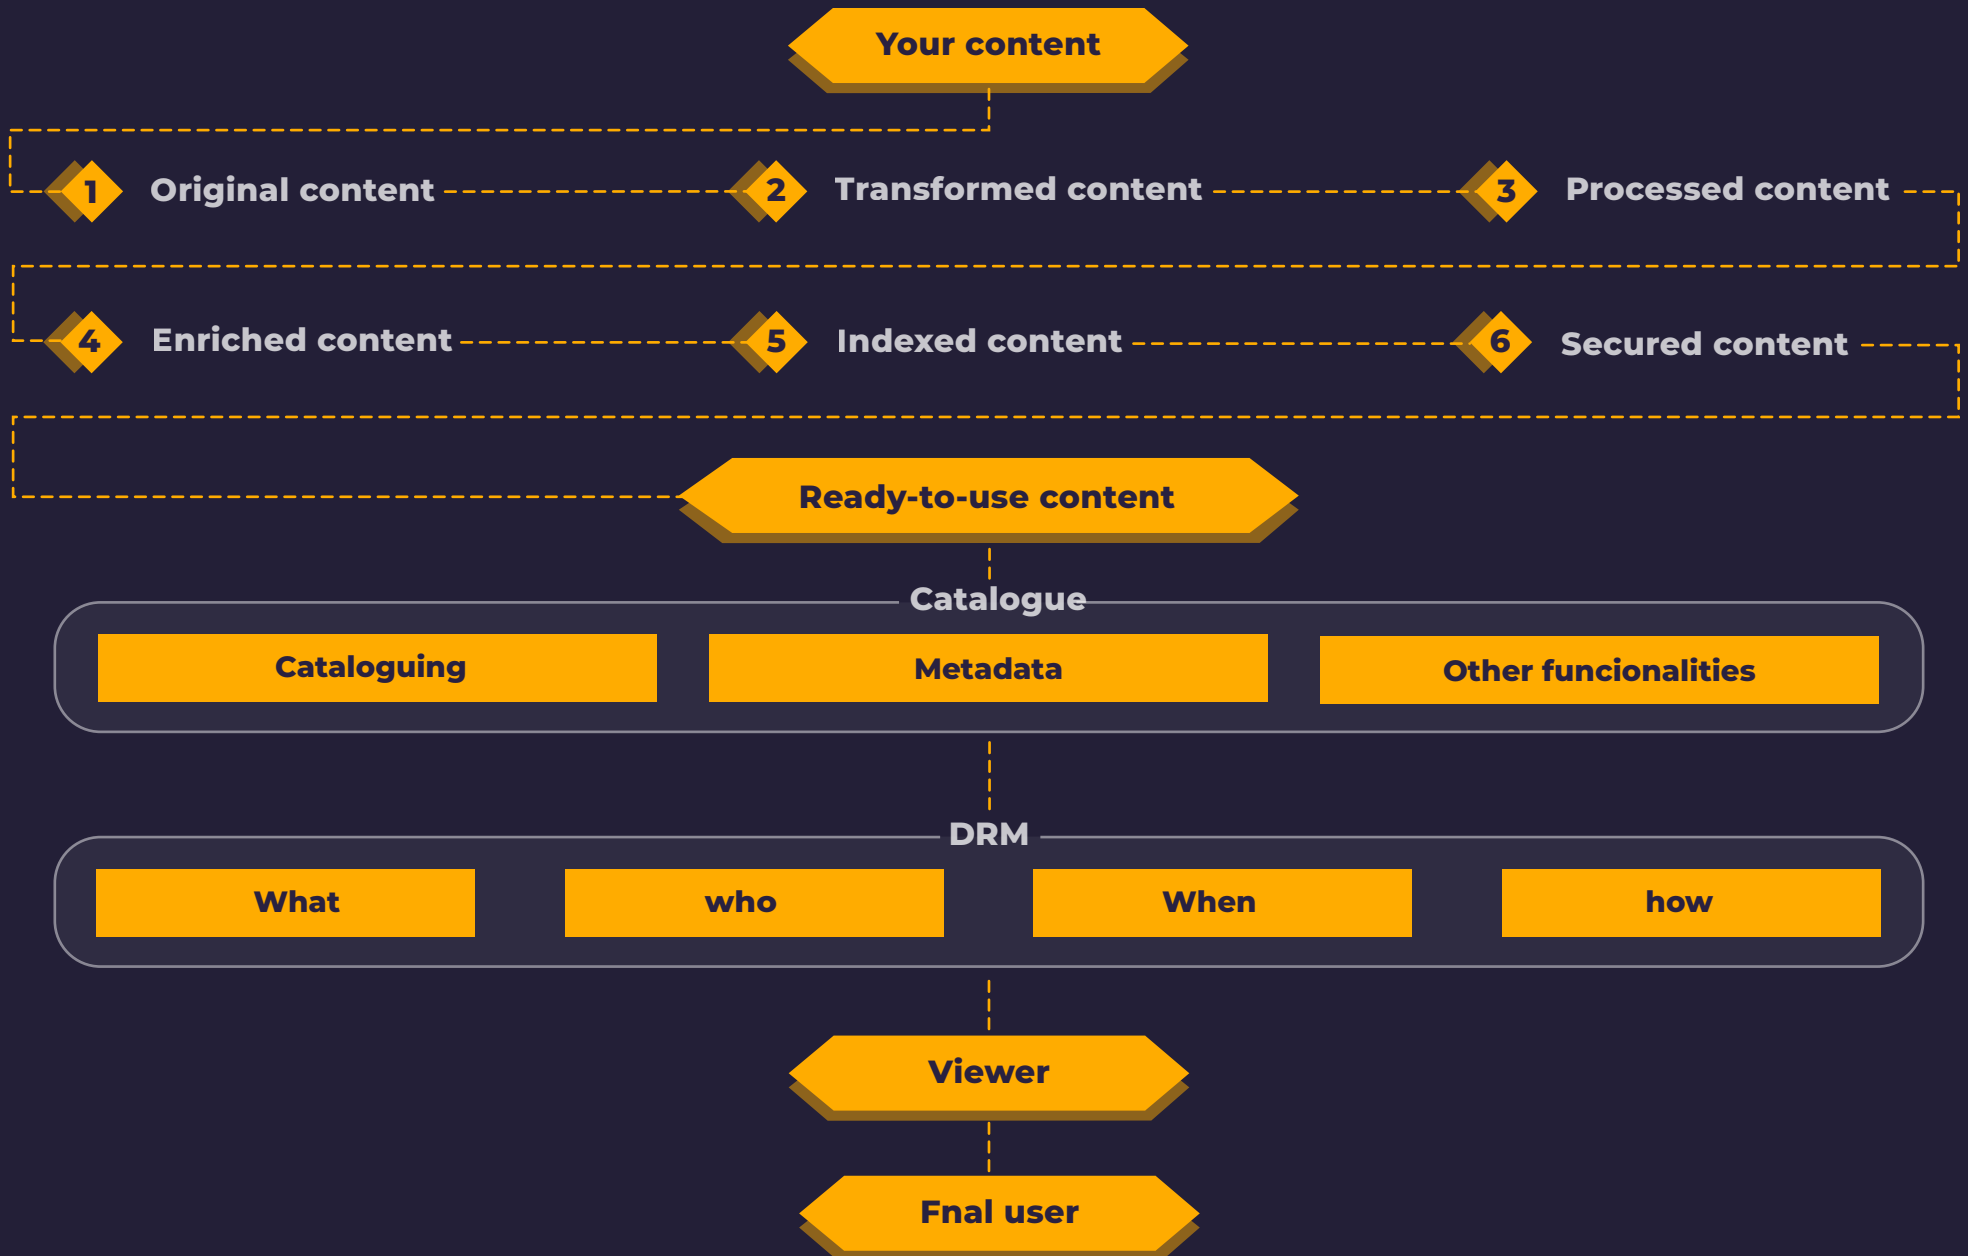 Your content
1 Original content
2 Transformed content
3 Processed content
4 Enriched content
5 Indexed content
6 Secured content
Ready-to-use content
Catalogue
Cataloguing
Metadata
Other funcionalities
DRM
What
who
When
how
Viewer
Fnal user